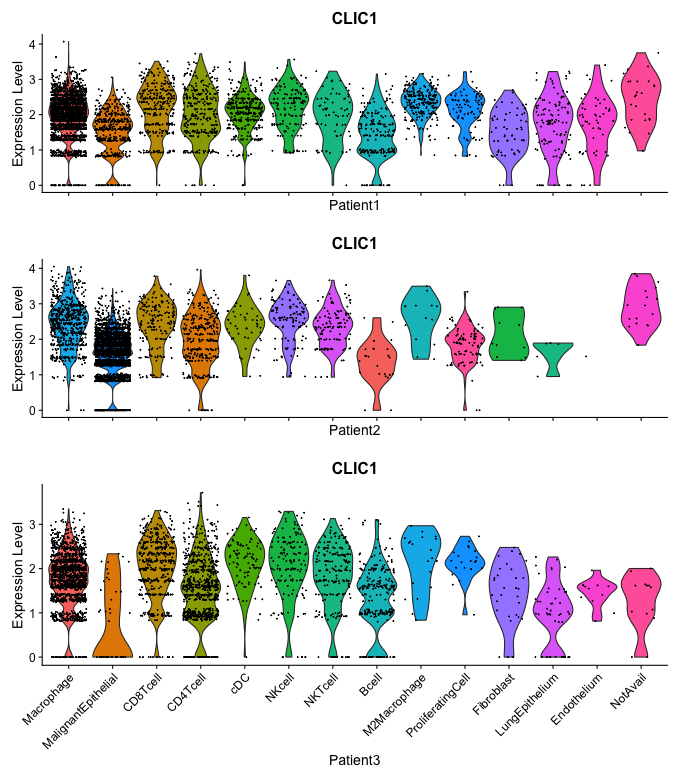 CLIC1
Expression Level
4
3
2
1
0
Patient1
CLIC1
Expression Level
4
3
2
1
0
Patient2
CLIC1
Expression Level
3
2
1
0
Macrophage
MalignantEpithelial
CD8Tcell
CD4Tcell
cDC
NKcell
NKTcell
Bcell
M2Macrophage
ProliferatingCell
Fibroblast
LungEpithelium
Endothelium
NotAvail
Patient3